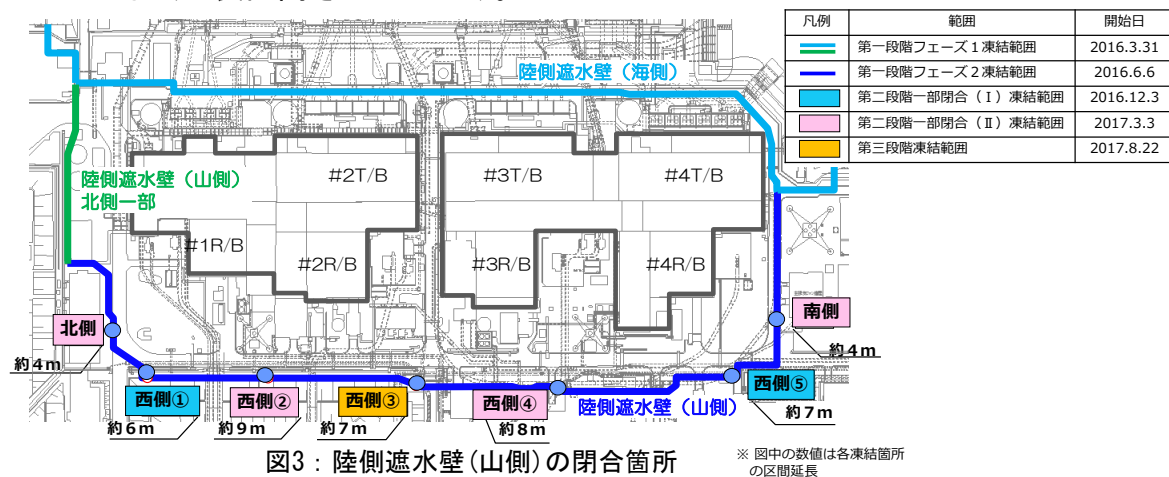 凡例 範囲 開始日
第一段階フェーズ1凍結範囲 2016.3.31
第一段階フェーズ2凍結範囲 2016.6.6
第二段階一部閉合(Ⅰ)凍結範囲 2016.12.3
第二段階一部閉合(Ⅱ)凍結範囲 2017.3.3
第三段階凍結範囲 2017.8.22
陸側遮水壁(海側)
陸側遮水壁(山側)
北側一部
#2T/B
#3T/B
#4T/B
#1R/B
#2R/B
#3R/B
#4R/B
北側
約4m
南側
約4m
西側①
約6m
西側②
約9m
西側③
約7m
西側④
約8m
西側⑤
約7m
陸側遮水壁(山側)
図3:陸側遮水壁(山側)の閉合箇所
※ 図中の数値は各凍結箇所
の区間延長